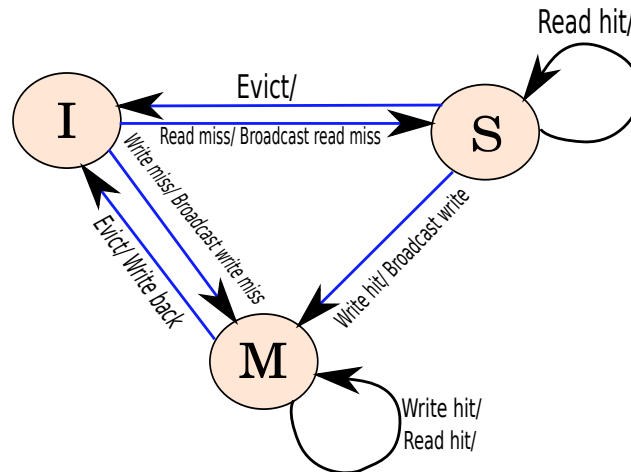 Read hit/
Evict/
I
S
Read miss/ Broadcast read miss
Write miss/ Broadcast write miss
Evict/ Write back
Write hit/ Broadcast write
M
Write hit/
Read hit/